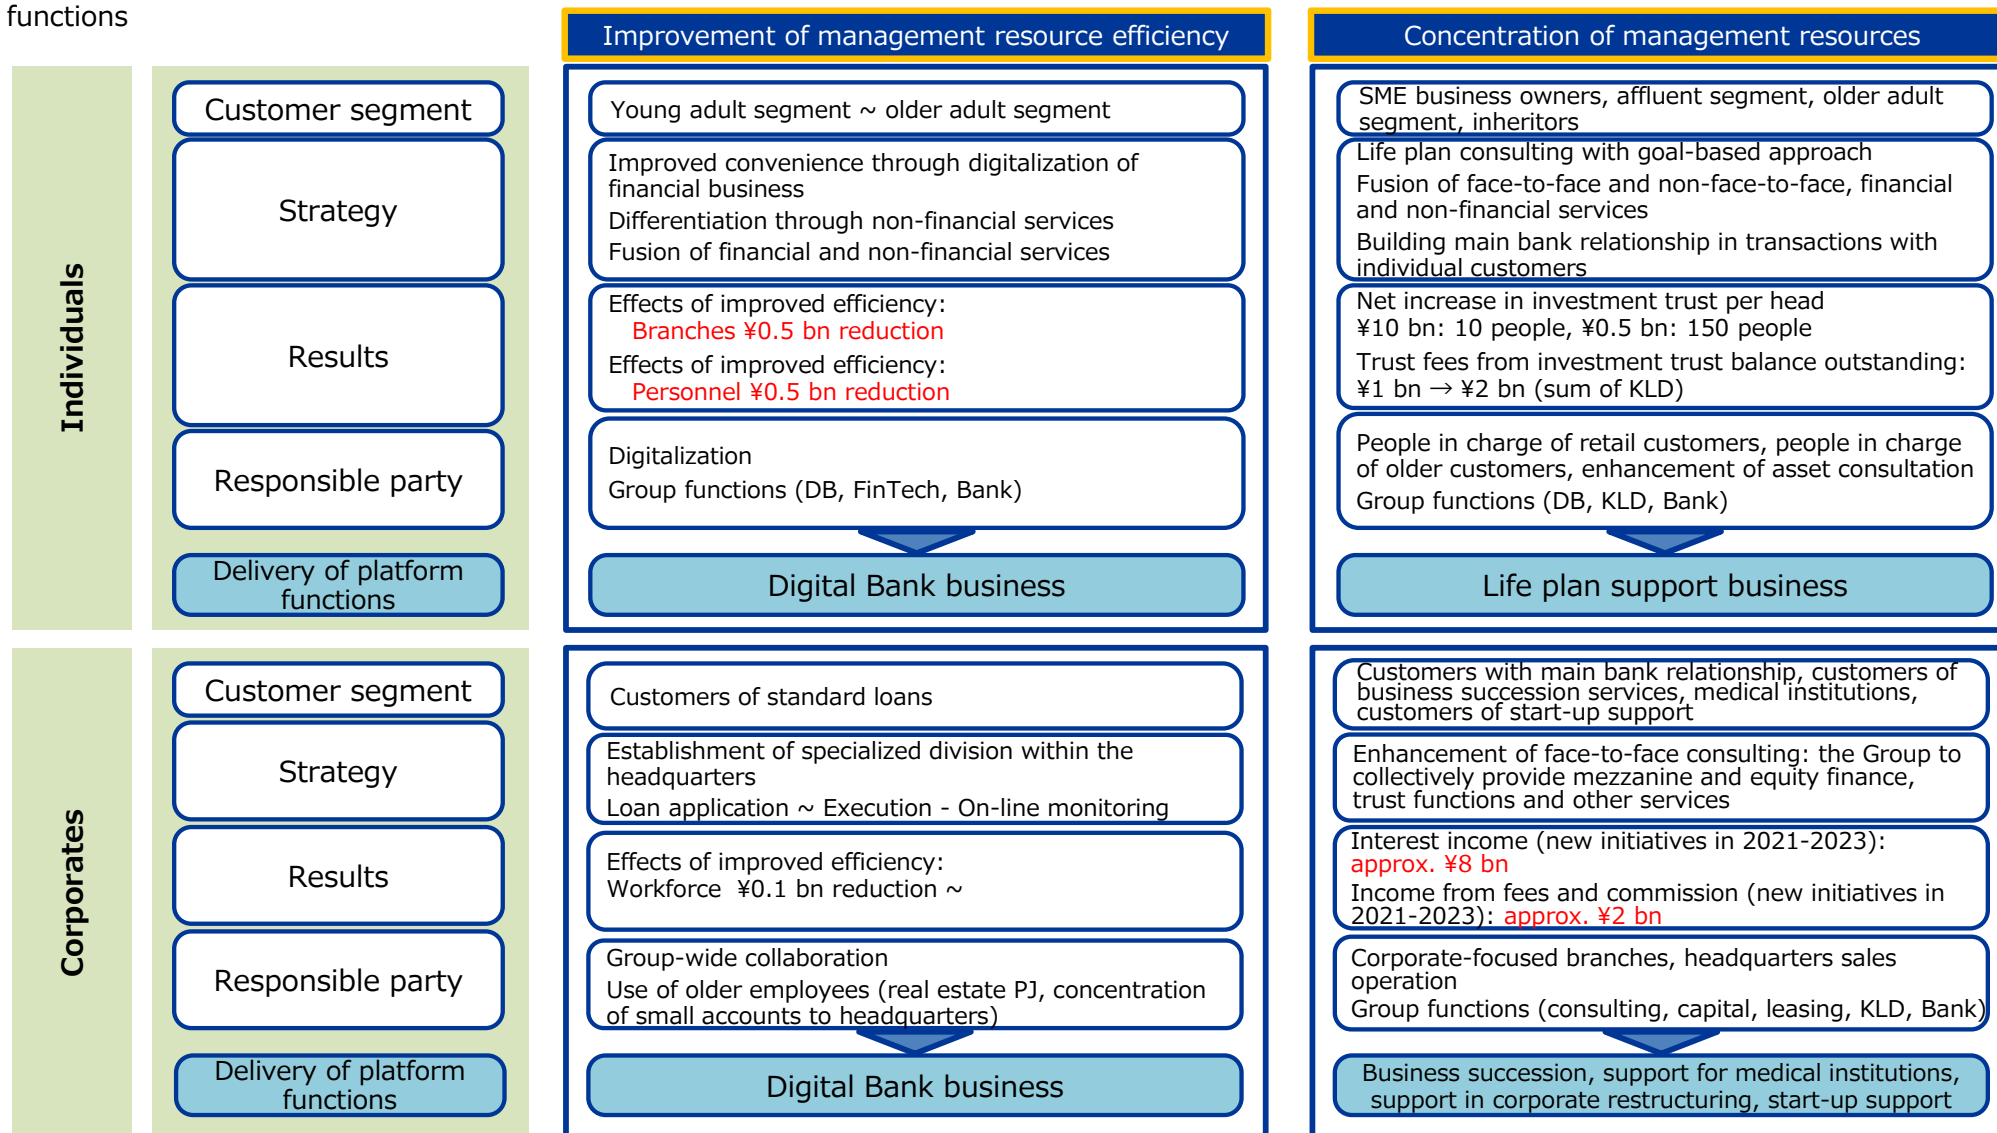 functions
Improvement of management resource efficiency
Concentration of management resources
Individuals
Customer segment
Young adult segment ~ older adult segment
SME business owners, affluent segment, older adult
segment, inheritors
Strategy
Improved convenience through digitalization of
financial business
Differentiation through non-financial services
Fusion of financial and non-financial services
Life plan consulting with goal-based approach
Fusion of face-to-face and non-face-to-face, financial
and non-financial services
Building main bank relationship in transactions with
individual customers
Results
Effects of improved efficiency:
Branches ¥0.5 bn reduction
Effects of improved efficiency:
Personnel ¥0.5 bn reduction
Net increase in investment trust per head
¥10 bn: 10 people, ¥0.5 bn: 150 people
Trust fees from investment trust balance outstanding:
¥1 bn → ¥2 bn (sum of KLD)
Responsible party
Digitalization
Group functions (DB, FinTech, Bank)
People in charge of retail customers, people in charge
of older customers, enhancement of asset consultation
Group functions (DB, KLD, Bank)
Delivery of platform
functions
Digital Bank business
Life plan support business
Corporates
Customer segment
Customers of standard loans
Customers with main bank relationship, customers of
business succession services, medical institutions,
customers of start-up support
Strategy
Establishment of specialized division within the
headquarters
Loan application ~ Execution - On-line monitoring
Enhancement of face-to-face consulting: the Group to
collectively provide mezzanine and equity finance,
trust functions and other services
Results
Effects of improved efficiency:
Workforce ¥0.1 bn reduction ~
Interest income (new initiatives in 2021-2023):
approx. ¥8 bn
Income from fees and commission (new initiatives in
2021-2023): approx. ¥2 bn
Responsible party
Group-wide collaboration
Use of older employees (real estate PJ, concentration
of small accounts to headquarters)
Corporate-focused branches, headquarters sales
operation
Group functions (consulting, capital, leasing, KLD, Bank)
Delivery of platform
functions
Digital Bank business
Business succession, support for medical institutions,
support in corporate restructuring, start-up support